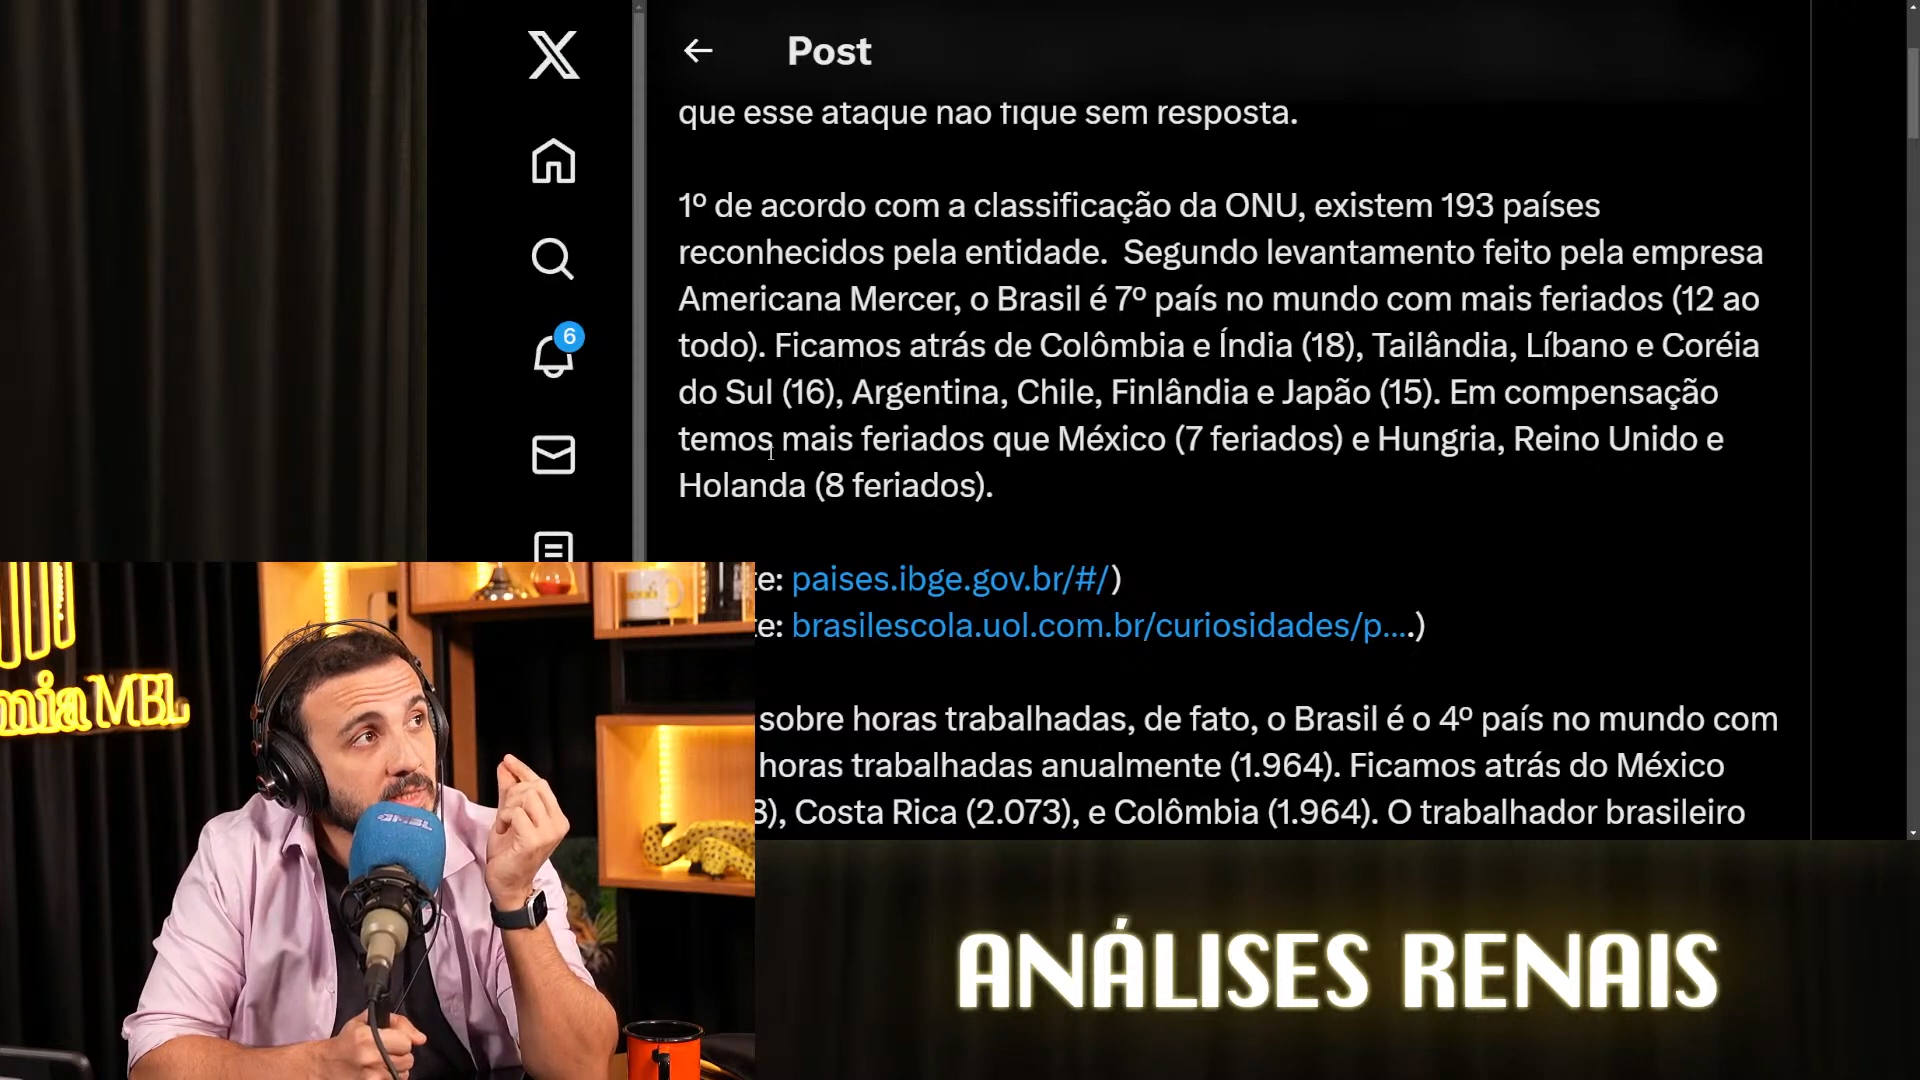 Post
que esse ataque não fique sem resposta.
1º de acordo com a classificação da ONU, existem 193 países
reconhecidos pela entidade. Segundo levantamento feito pela empresa
Americana Mercer, o Brasil é 7º país no mundo com mais feriados (12 ao
todo). Ficamos atrás de Colômbia e Índia (18), Tailândia, Líbano e Coréia
do Sul (16), Argentina, Chile, Finlândia e Japão (15). Em compensação
temos mais feriados que México (7 feriados) e Hungria, Reino Unido e
Holanda (8 feriados).
6
te: paises.ibge.gov.br/#/)
te: brasilescola.uol.com.br/curiosidades/p....)
sobre horas trabalhadas, de fato, o Brasil é o 4º país no mundo com
horas trabalhadas anualmente (1.964). Ficamos atrás do México
), Costa Rica (2.073), e Colômbia (1.964). O trabalhador brasileiro
MBL
MBL
ANÁLISES RENAIS